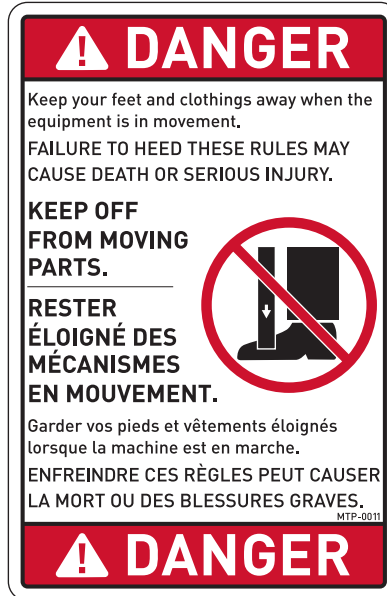 DANGER
Keep your feet and clothings away when the
equipment is in movement.
FAILURE TO HEED THESE RULES MAY
CAUSE DEATH OR SERIOUS INJURY.
KEEP OFF
FROM MOVING
PARTS.
RESTER
ÉLOIGNÉ DES
MÉCANISMES
EN MOUVEMENT.
Garder vos pieds et vêtements éloignés
lorsque la machine est en marche.
ENFREINDRE CES RÈGLES PEUT CAUSER
LA MORT OU DES BLESSURES GRAVES.
MTP-0011
DANGER